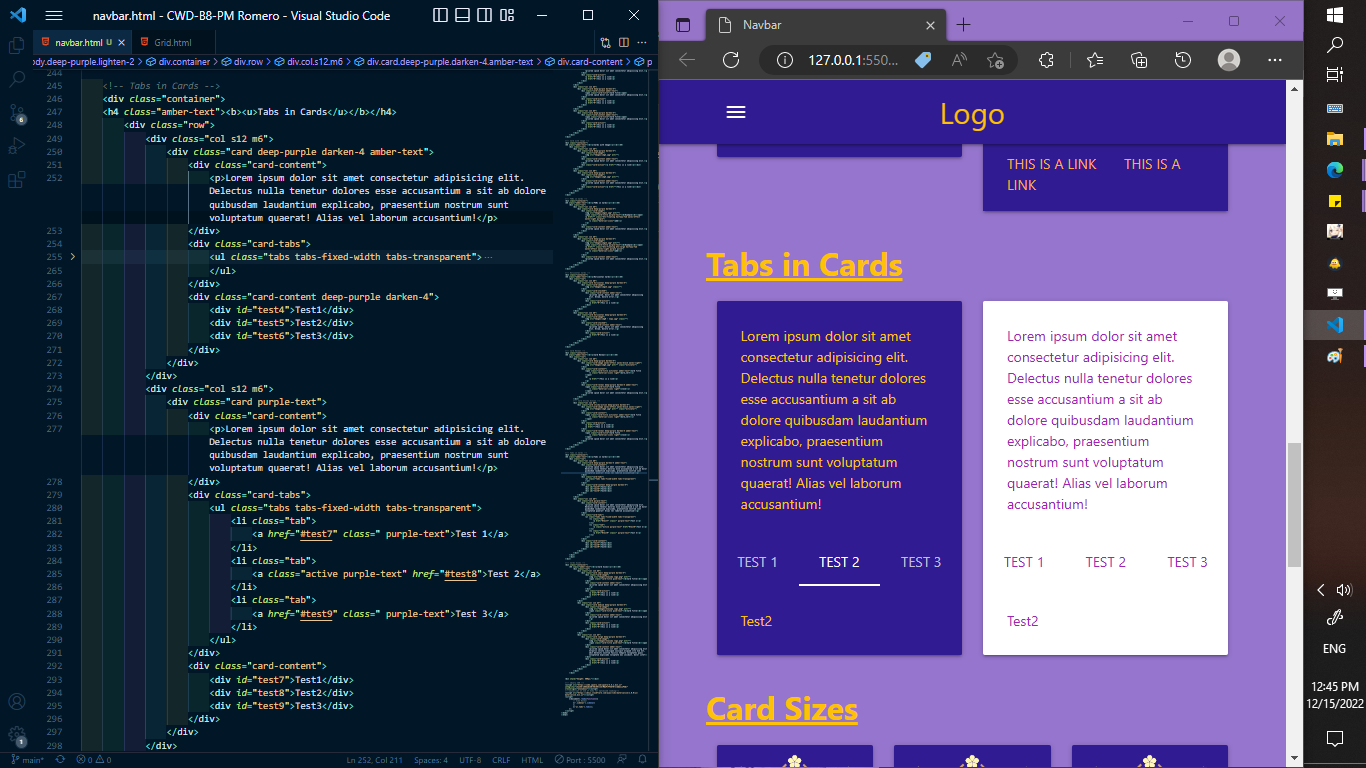 navbar.html - CWD-B8-PM Romero - Visual Studio Code
navbar.html U
Grid.html
ody.deep-purple.lighten-2 > div.container > div.row > div.col.s12.m6 > div.card.deep-purple.darken-4.amber-text > div.card-content > p
244
245 <!-- Tabs in Cards -->
246 <div class="container">
247 <h4 class="amber-text"><b><u>Tabs in Cards</u></b></h4>
248 <div class="row">
249 <div class="col s12 m6">
250 <div class="card deep-purple darken-4 amber-text">
251 <div class="card-content">
252 <p>Lorem ipsum dolor sit amet consectetur adipisicing elit.
Delectus nulla tenetur dolores esse accusantium a sit ab dolore
quibusdam laudantium explicabo, praesentium nostrum sunt
voluptatum quaerat! Alias vel laborum accusantium!</p>
253 </div>
254 <div class="card-tabs">
255 <ul class="tabs tabs-fixed-width tabs-transparent">…
265 </ul>
266 </div>
267 <div class="card-content deep-purple darken-4">
268 <div id="test4">Test1</div>
269 <div id="test5">Test2</div>
270 <div id="test6">Test3</div>
271 </div>
272 </div>
273 </div>
274 <div class="col s12 m6">
275 <div class="card purple-text">
276 <div class="card-content">
277 <p>Lorem ipsum dolor sit amet consectetur adipisicing elit.
Delectus nulla tenetur dolores esse accusantium a sit ab dolore
quibusdam laudantium explicabo, praesentium nostrum sunt
voluptatum quaerat! Alias vel laborum accusantium!</p>
278 </div>
279 <div class="card-tabs">
280 <ul class="tabs tabs-fixed-width tabs-transparent">
281 <li class="tab">
282 <a href="#test7" class=" purple-text">Test 1</a>
283 </li>
284 <li class="tab">
285 <a class="active purple-text" href="#test8">Test 2</a>
286 </li>
287 <li class="tab">
288 <a href="#test9" class=" purple-text">Test 3</a>
289 </li>
290 </ul>
291 </div>
292 <div class="card-content">
293 <div id="test7">Test1</div>
294 <div id="test8">Test2</div>
295 <div id="test9">Test3</div>
296 </div>
297 </div>
298 </div>
6
1
main*
0 0
Ln 252, Col 211
Spaces: 4
UTF-8
CRLF
HTML
Port : 5500
Navbar
127.0.0.1:550...
Logo
THIS IS A LINK THIS IS A
LINK
Tabs in Cards
Lorem ipsum dolor sit amet
consectetur adipisicing elit.
Delectus nulla tenetur dolores
esse accusantium a sit ab
dolore quibusdam laudantium
explicabo, praesentium
nostrum sunt voluptatum
quaerat! Alias vel laborum
accusantium!
TEST 1 TEST 2 TEST 3
Test2
Lorem ipsum dolor sit amet
consectetur adipisicing elit.
Delectus nulla tenetur dolores
esse accusantium a sit ab
dolore quibusdam laudantium
explicabo, praesentium
nostrum sunt voluptatum
quaerat! Alias vel laborum
accusantium!
TEST 1 TEST 2 TEST 3
Test2
Card Sizes
ENG
12:45 PM
12/15/2022